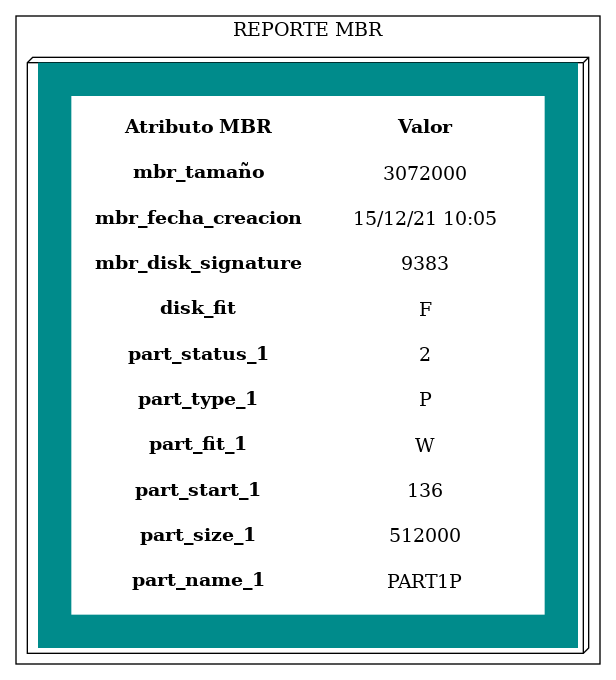 REPORTE MBR
Atributo MBR Valor
mbr_tamaño 3072000
mbr_fecha_creacion 15/12/21 10:05
mbr_disk_signature 9383
disk_fit F
part_status_1 2
part_type_1 P
part_fit_1 W
part_start_1 136
part_size_1 512000
part_name_1 PART1P